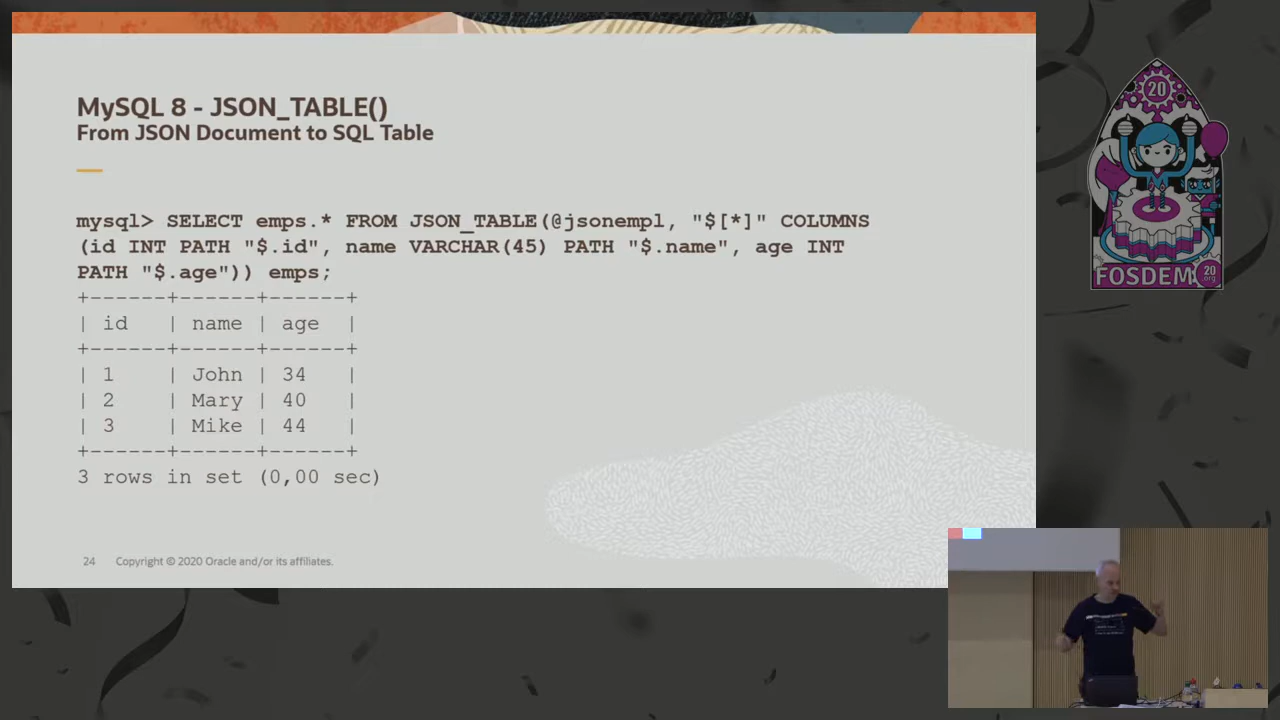 MySQL 8 - JSON_TABLE()
From JSON Document to SQL Table
mysql> SELECT emps.* FROM JSON_TABLE(@jsonempl, "$[*]" COLUMNS
(id INT PATH "$.id", name VARCHAR(45) PATH "$.name", age INT
PATH "$.age")) emps;
+------+------+------+
| id | name | age |
+------+------+------+
| 1 | John | 34 |
| 2 | Mary | 40 |
| 3 | Mike | 44 |
+------+------+------+
3 rows in set (0,00 sec)
24 Copyright © 2020 Oracle and/or its affiliates.
20
FOSDEM
20
.org